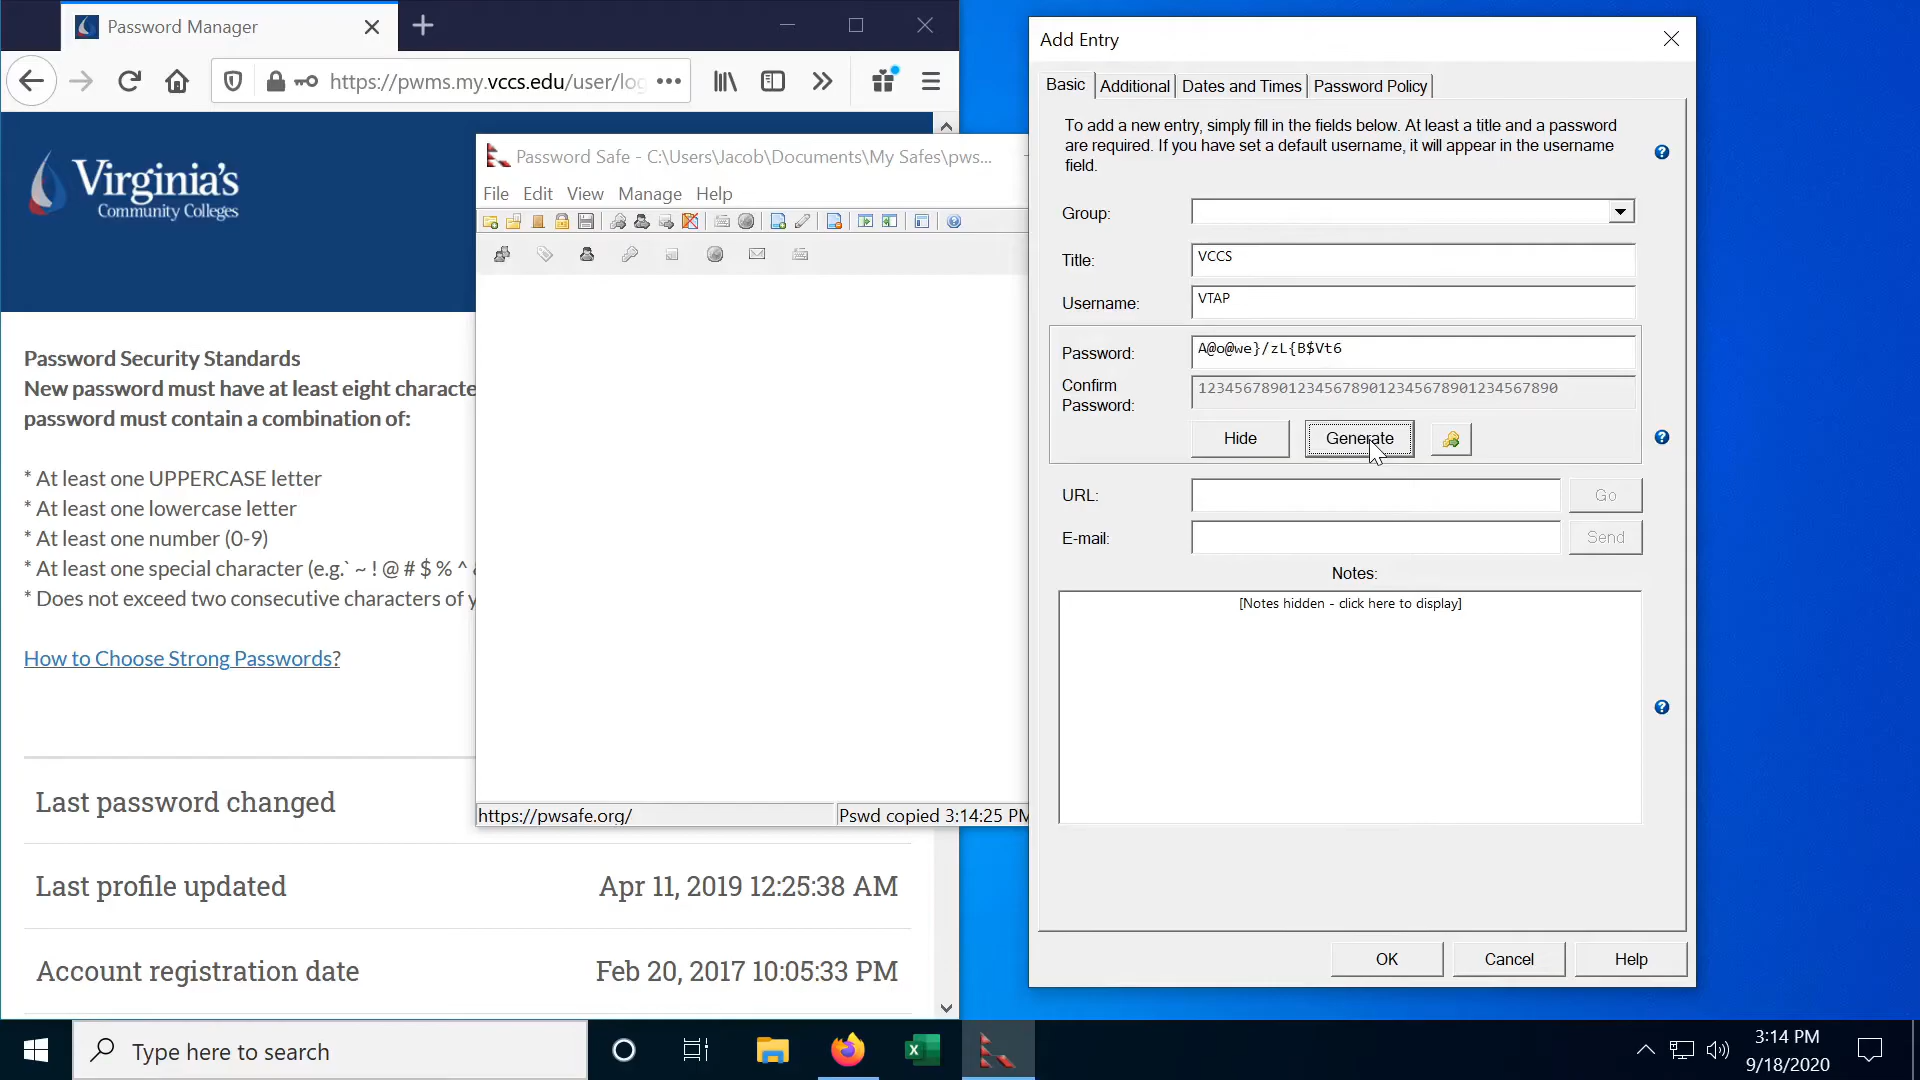 Password Manager
https://pwms.my.vccs.edu/user/log
Virginia's
Community Colleges
Password Security Standards
New password must have at least eight characte
password must contain a combination of:
* At least one UPPERCASE letter
* At least one lowercase letter
* At least one number (0-9)
* At least one special character (e.g.` ~ ! @ # $ % ^
* Does not exceed two consecutive characters of y
How to Choose Strong Passwords?
Last password changed
Last profile updated Apr 11, 2019 12:25:38 AM
Account registration date Feb 20, 2017 10:05:33 PM
Password Safe - C:\Users\Jacob\Documents\My Safes\pws...
File Edit View Manage Help
https://pwsafe.org/ Pswd copied 3:14:25 PM
Add Entry
Basic Additional Dates and Times Password Policy
To add a new entry, simply fill in the fields below. At least a title and a password
are required. If you have set a default username, it will appear in the username
field.
Group:
Title: VCCS
Username: VTAP
Password: A@o@we}/zL{B$Vt6
Confirm
Password: 1234567890123456789012345678901234567890
Hide Generate
URL: Go
E-mail: Send
Notes:
[Notes hidden - click here to display]
OK Cancel Help
Type here to search
3:14 PM
9/18/2020